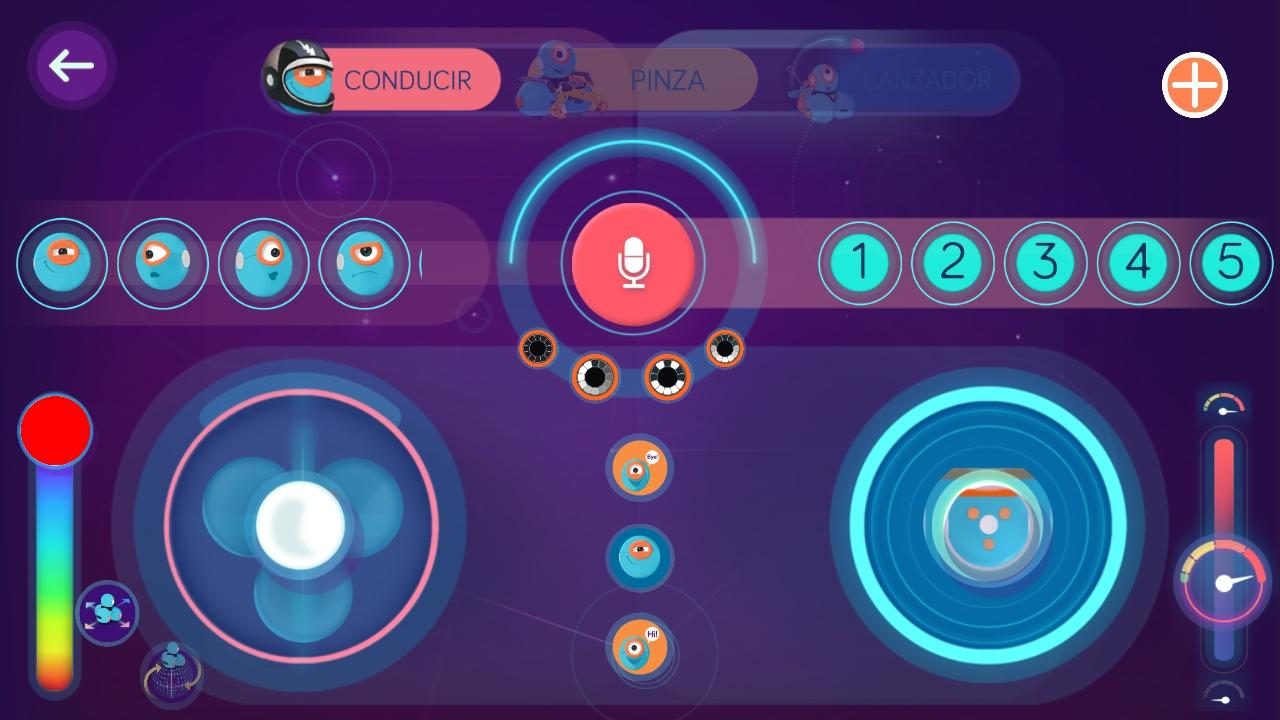 CONDUCIR
PINZA
LANZADOR
1 2 3 4 5
Bye!
Hi!